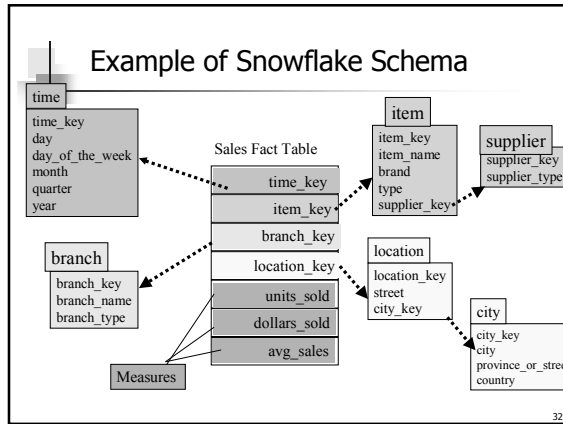 Example of Snowflake Schema
time
time_key
day
day_of_the_week
month
quarter
year
Sales Fact Table
time_key
item_key
branch_key
location_key
units_sold
dollars_sold
avg_sales
Measures
branch
branch_key
branch_name
branch_type
item
item_key
item_name
brand
type
supplier_key
supplier
supplier_key
supplier_type
location
location_key
street
city_key
city
city_key
city
province_or_stree
country
32